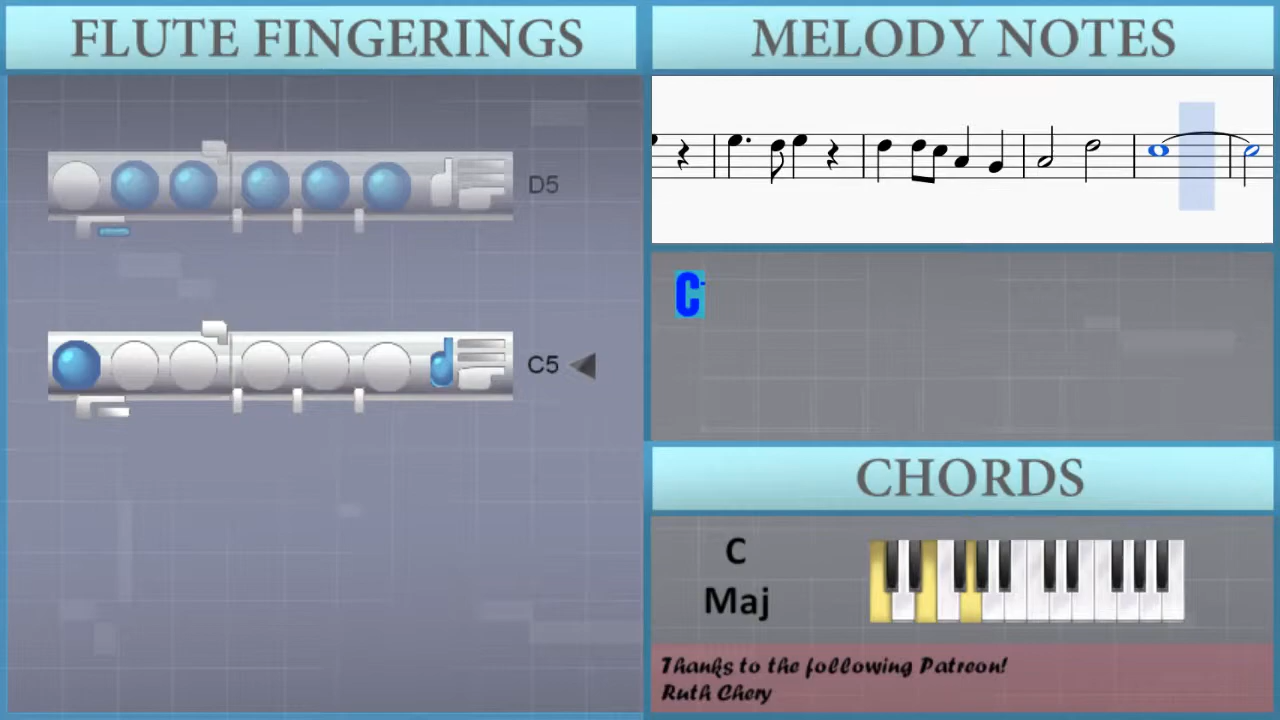 FLUTE FINGERINGS
D5
C5
MELODY NOTES
C
CHORDS
C
Maj
Thanks to the following Patreon!
Ruth Chery